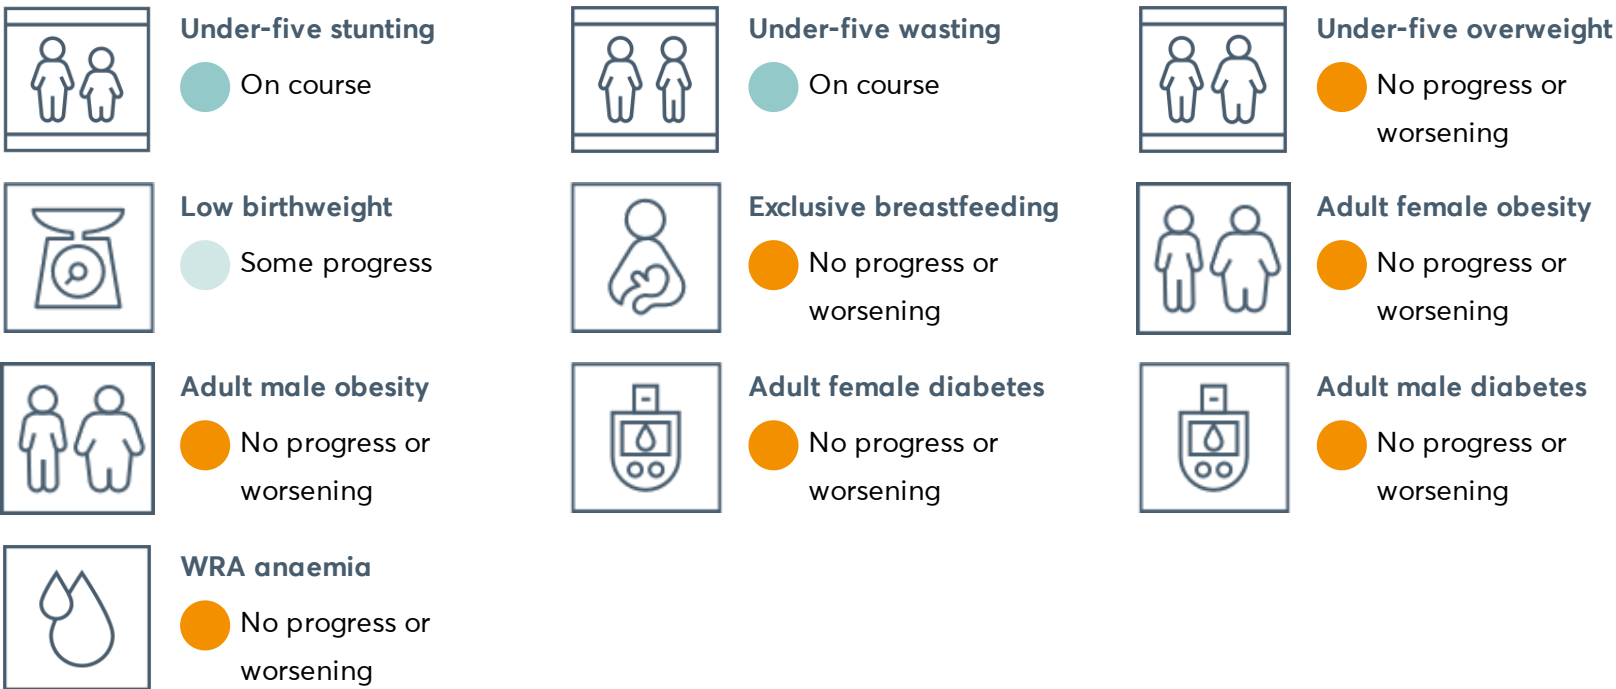 Under-five stunting
On course
Under-five wasting
On course
Under-five overweight
No progress or
worsening
Low birthweight
Some progress
Exclusive breastfeeding
No progress or
worsening
Adult female obesity
No progress or
worsening
Adult male obesity
No progress or
worsening
Adult female diabetes
No progress or
worsening
Adult male diabetes
No progress or
worsening
WRA anaemia
No progress or
worsening